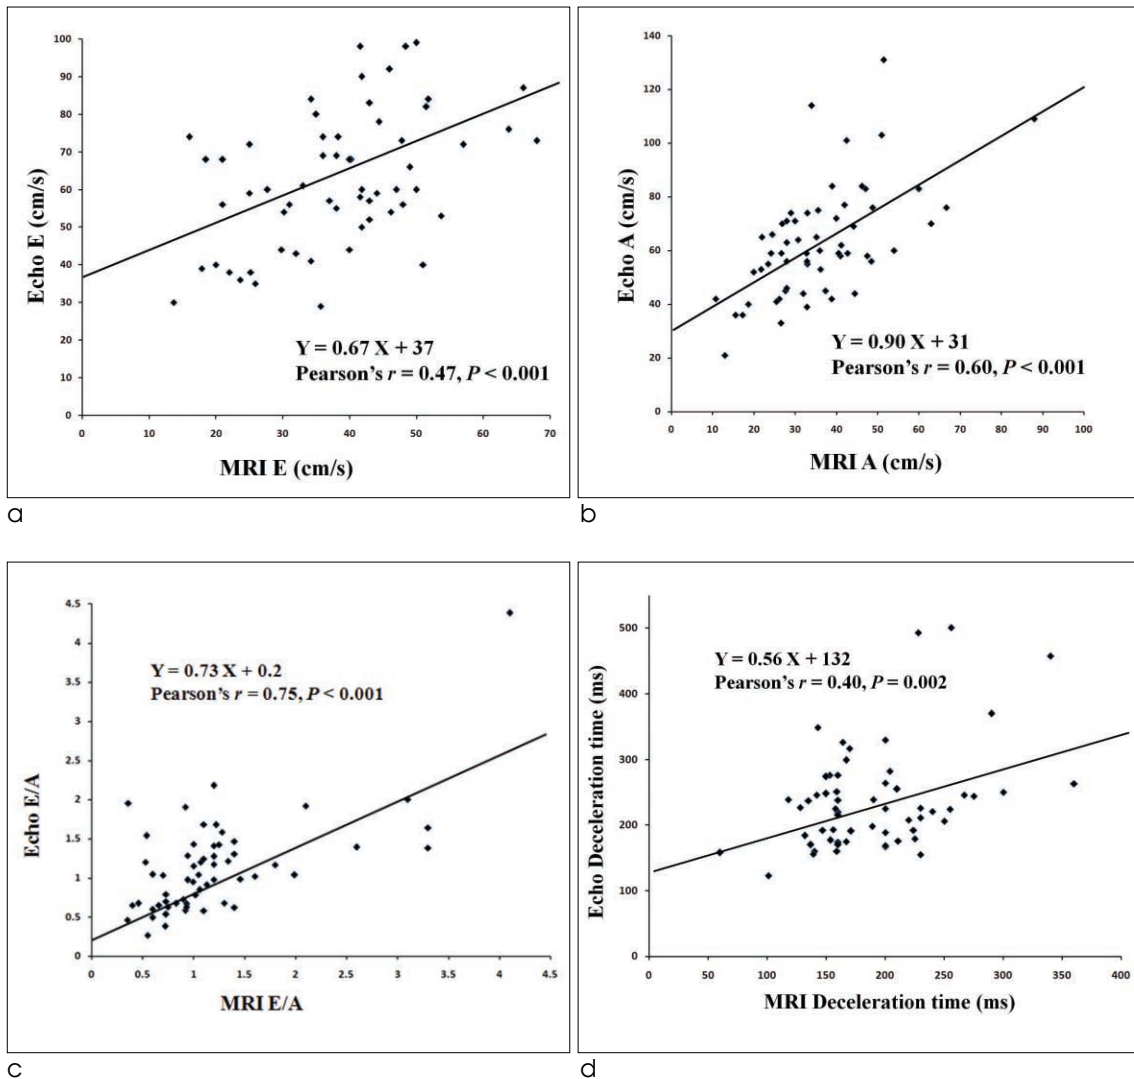 Echo E (cm/s)
100
90
80
70
60
50
40
30
20
10
0
0 10 20 30 40 50 60 70
Y = 0.67 X + 37
Pearson's r = 0.47, P < 0.001
MRI E (cm/s)
a
Echo A (cm/s)
140
120
100
80
60
40
20
0
0 10 20 30 40 50 60 70 80 90 100
Y = 0.90 X + 31
Pearson's r = 0.60, P < 0.001
MRI A (cm/s)
b
Echo E/A
4.5
4
3.5
3
2.5
2
1.5
1
0.5
0
0 0.5 1 1.5 2 2.5 3 3.5 4 4.5
Y = 0.73 X + 0.2
Pearson's r = 0.75, P < 0.001
MRI E/A
c
Echo Deceleration time (ms)
500
400
300
200
100
0
0 50 100 150 200 250 300 350 400
Y = 0.56 X + 132
Pearson's r = 0.40, P = 0.002
MRI Deceleration time (ms)
d